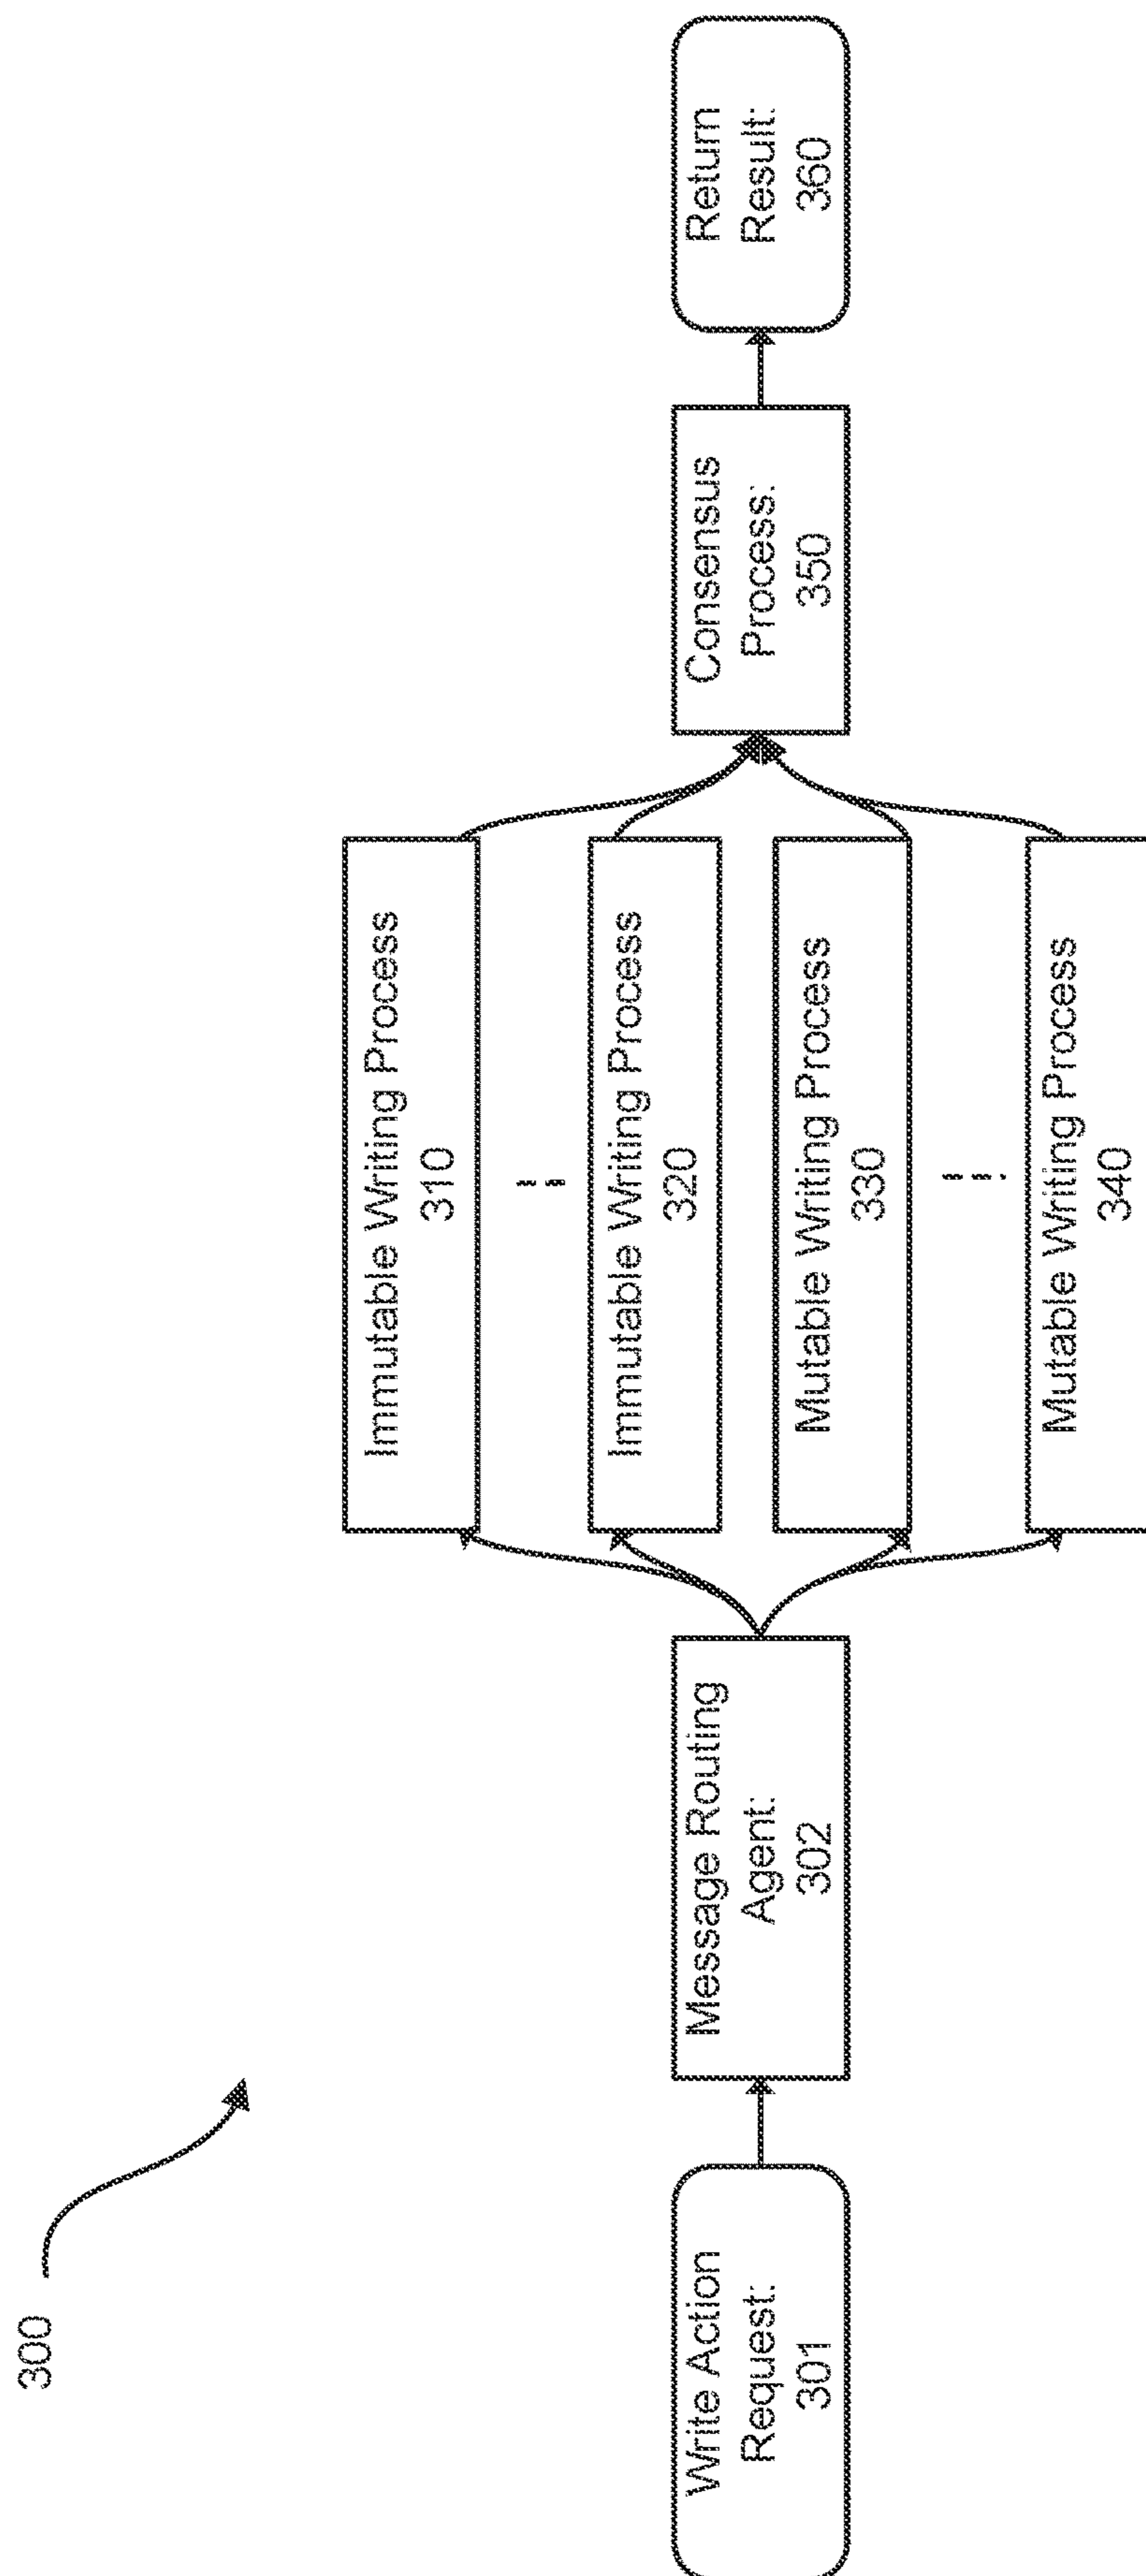 300
Write Action
Request:
301
Message Routing
Agent:
302
Immutable Writing Process
310
Immutable Writing Process
320
Mutable Writing Process
330
Mutable Writing Process
340
Consensus
Process:
350
Return
Result:
360